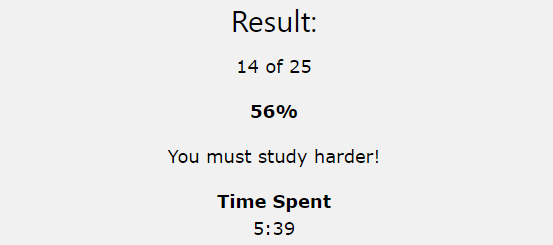 Result:
14 of 25
56%
You must study harder!
Time Spent
5:39